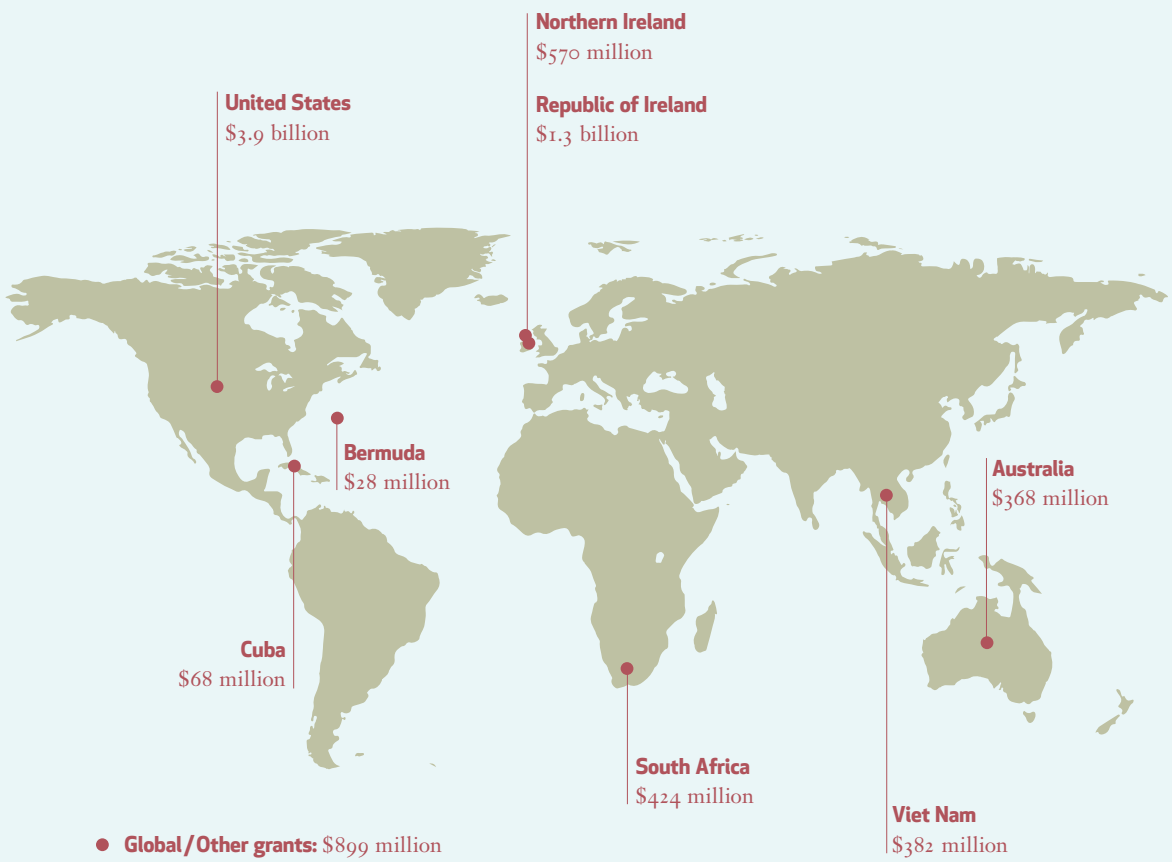 Northern Ireland
$570 million
United States
$3.9 billion
Republic of Ireland
$1.3 billion
Bermuda
$28 million
Australia
$368 million
Cuba
$68 million
South Africa
$424 million
Viet Nam
$382 million
Global/Other grants: $899 million